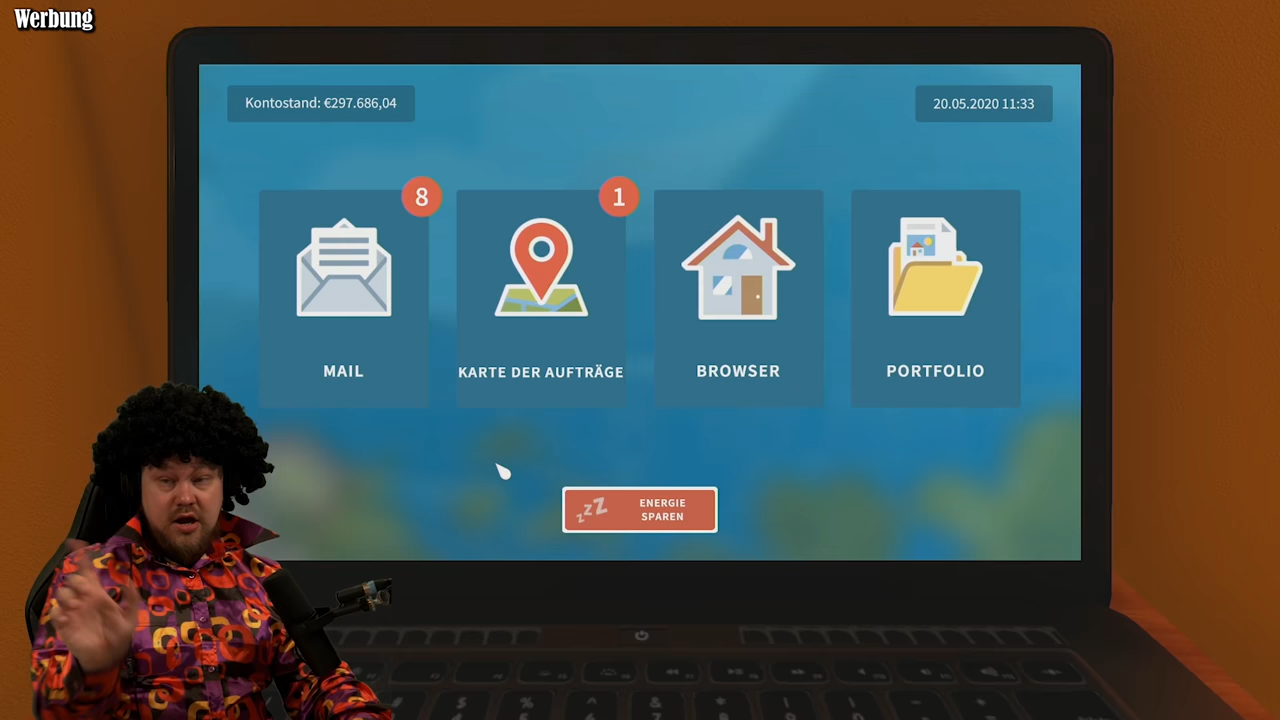 Werbung
Kontostand: €297.686,04
20.05.2020 11:33
8
1
MAIL
KARTE DER AUFTRÄGE
BROWSER
PORTFOLIO
zzZ
ENERGIE
SPAREN